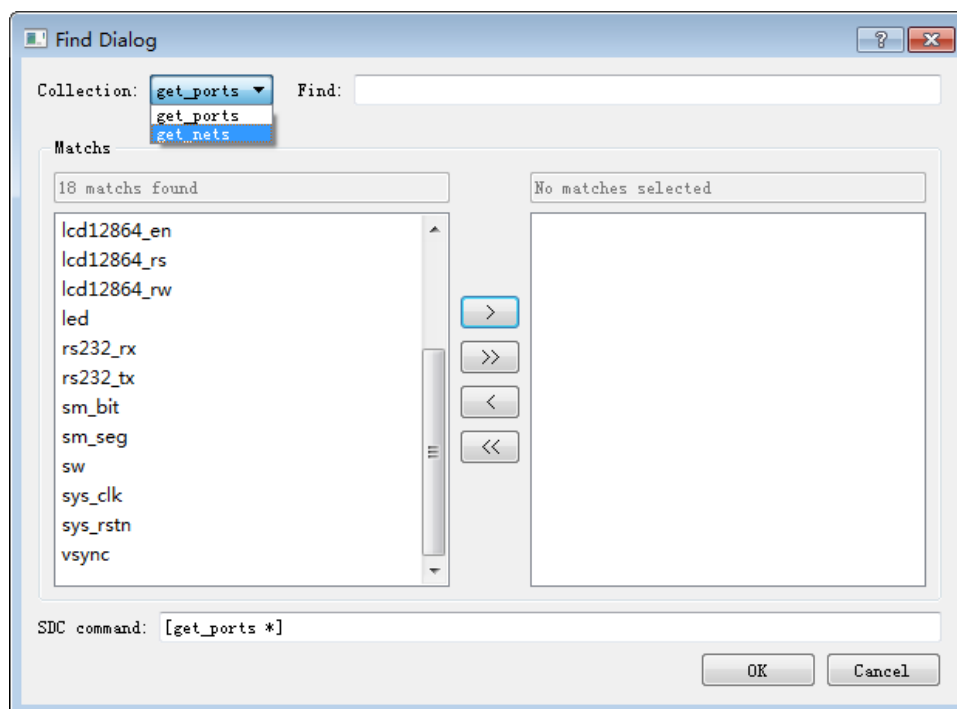 Find Dialog
Collection: get_ports Find:
get_ports
get_nets
Matchs
18 matchs found
No matches selected
lcd12864_en
lcd12864_rs
lcd12864_rw
led
rs232_rx
rs232_tx
sm_bit
sm_seg
sw
sys_clk
sys_rstn
vsync
>
>>
<
<<
SDC command: [get_ports *]
OK Cancel